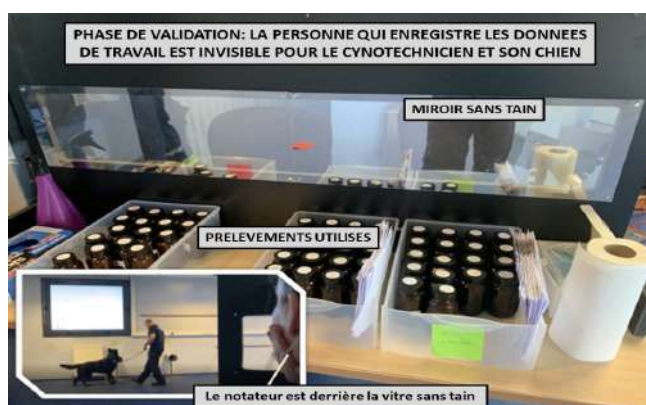 PHASE DE VALIDATION: LA PERSONNE QUI ENREGISTRE LES DONNEES
DE TRAVAIL EST INVISIBLE POUR LE CYNOTECHNICIEN ET SON CHIEN
MIROIR SANS TAIN
PRELEVEMENTS UTILISES
Le notateur est derrière la vitre sans tain